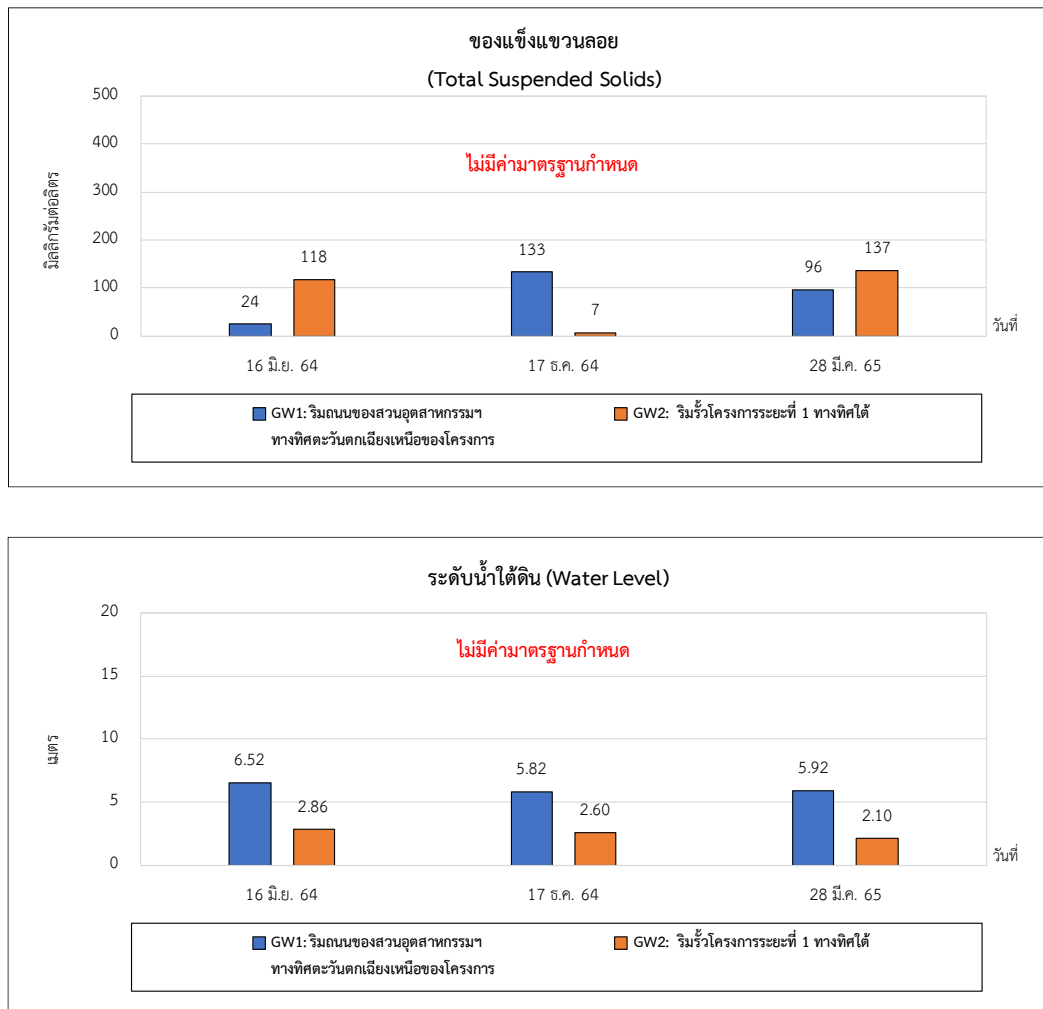 ของแข็งแขวนลอย
(Total Suspended Solids)
500
400
300
200
100
0
มิลลิกรัมต่อลิตร
ไม่มีค่ามาตรฐานกำหนด
24
118
133
7
96
137
วันที่
16 มิ.ย. 64
17 ธ.ค. 64
28 มี.ค. 65
GW1: ริมถนนของสวนอุตสาหกรรมฯ
ทางทิศตะวันตกเฉียงเหนือของโครงการ
GW2: ริมรั้วโครงการระยะที่ 1 ทางทิศใต้
ระดับน้ำใต้ดิน (Water Level)
20
15
10
5
0
เมตร
ไม่มีค่ามาตรฐานกำหนด
6.52
2.86
5.82
2.60
5.92
2.10
วันที่
16 มิ.ย. 64
17 ธ.ค. 64
28 มี.ค. 65
GW1: ริมถนนของสวนอุตสาหกรรมฯ
ทางทิศตะวันตกเฉียงเหนือของโครงการ
GW2: ริมรั้วโครงการระยะที่ 1 ทางทิศใต้